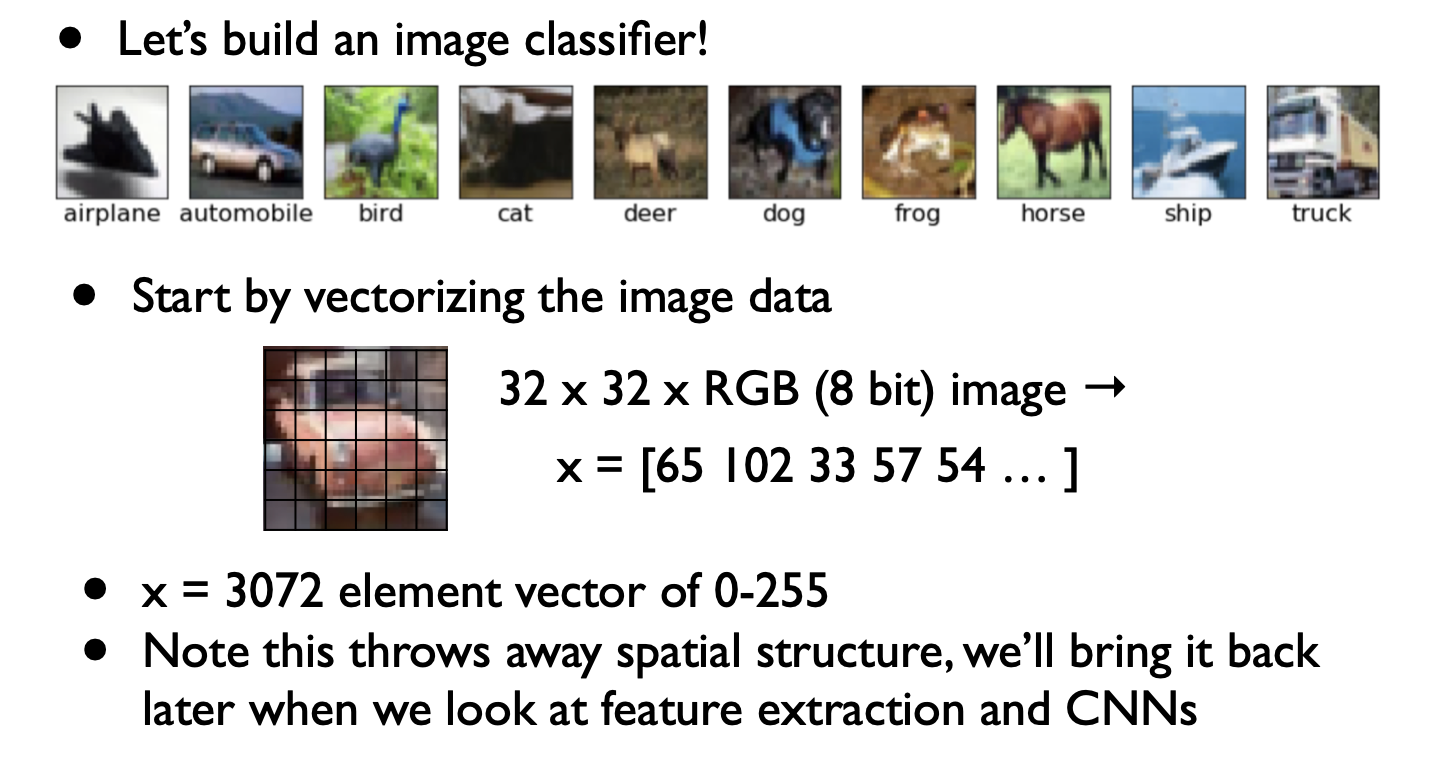 • Let's build an image classifier!
airplane automobile bird cat deer dog frog horse ship truck
• Start by vectorizing the image data
32 x 32 x RGB (8 bit) image →
x = [65 102 33 57 54 … ]
• x = 3072 element vector of 0-255
• Note this throws away spatial structure, we'll bring it back
later when we look at feature extraction and CNNs